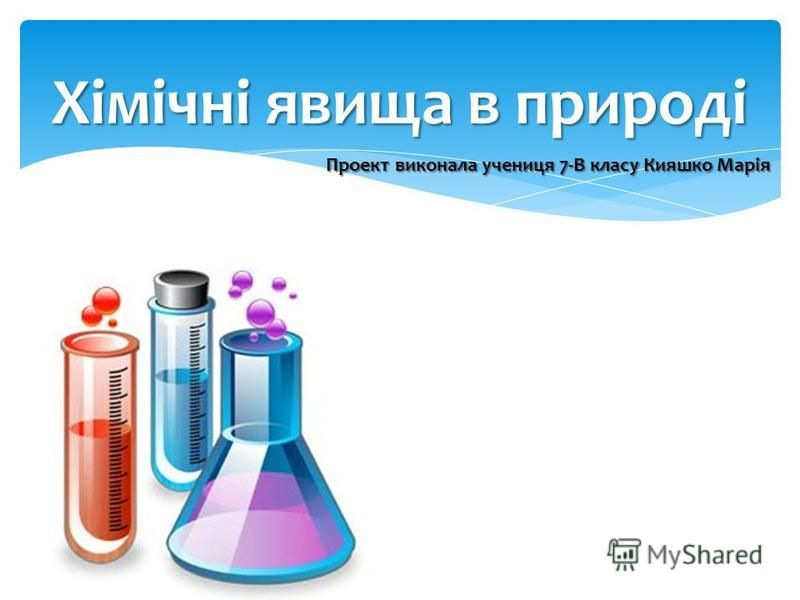 Хімічні явища в природі
Проект виконала учениця 7-В класу Кияшко Марія
MyShared